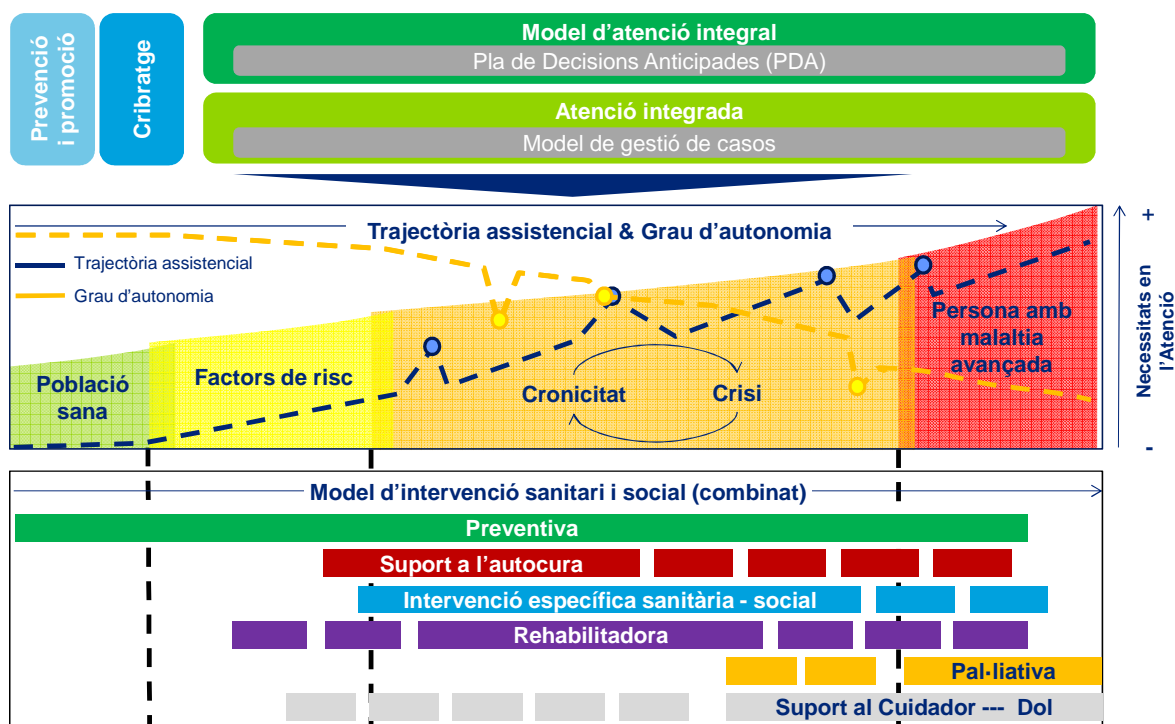 Prevenció
i promoció
Cribratge
Model d'atenció integral
Pla de Decisions Anticipades (PDA)
Atenció integrada
Model de gestió de casos
Trajectòria assistencial & Grau d'autonomia
Trajectòria assistencial
Grau d'autonomia
Població
sana
Factors de risc
Cronicitat
Crisi
Persona amb
malaltia
avançada
+
Necessitats en
l'Atenció
-
Model d'intervenció sanitari i social (combinat)
Preventiva
Suport a l'autocura
Intervenció específica sanitària - social
Rehabilitadora
Pal·liativa
Suport al Cuidador --- Dol